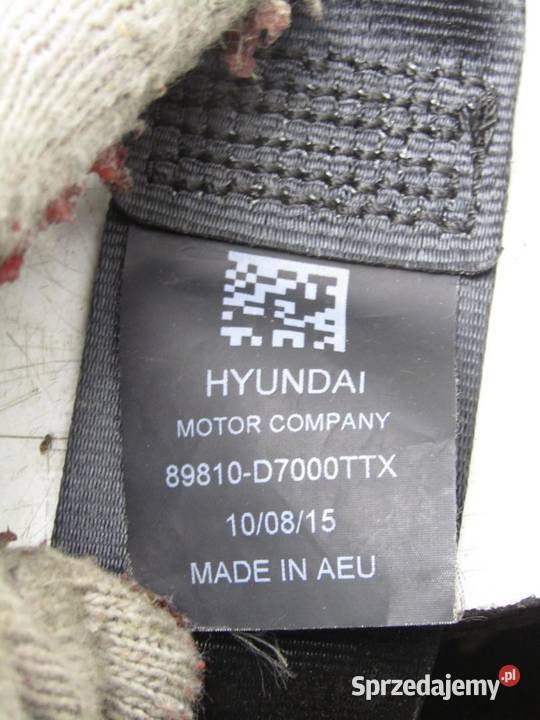 HYUNDAI
MOTOR COMPANY
89810-D7000TTX
10/08/15
MADE IN AEU
Sprzedajemy.pl